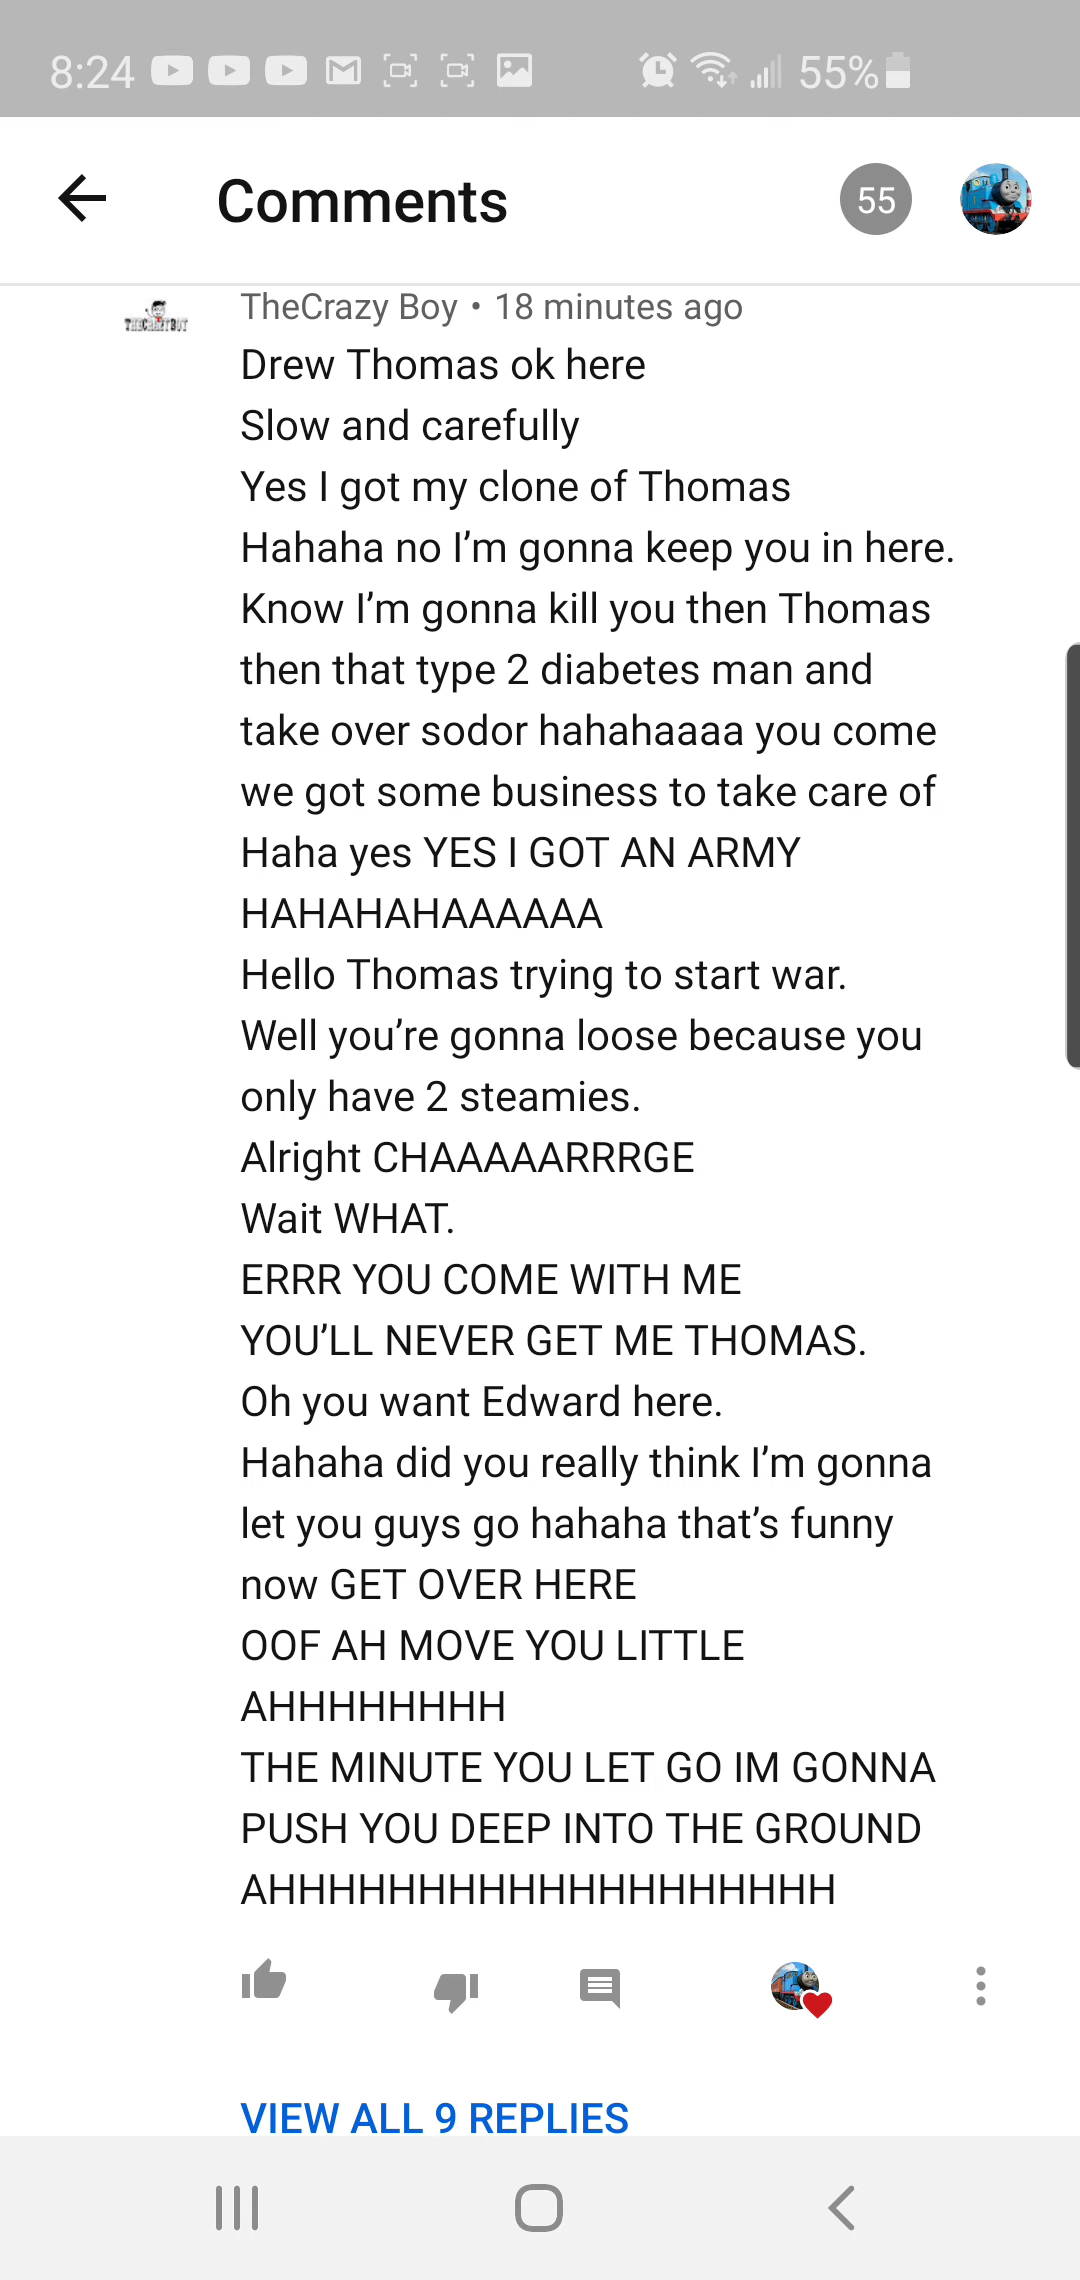 8:24
55%
Comments
55
THECRAZYBOY
TheCrazy Boy • 18 minutes ago
Drew Thomas ok here
Slow and carefully
Yes I got my clone of Thomas
Hahaha no I’m gonna keep you in here.
Know I’m gonna kill you then Thomas
then that type 2 diabetes man and
take over sodor hahahaaaa you come
we got some business to take care of
Haha yes YES I GOT AN ARMY
HAHAHAHAAAAAA
Hello Thomas trying to start war.
Well you’re gonna loose because you
only have 2 steamies.
Alright CHAAAAARRRGE
Wait WHAT.
ERRR YOU COME WITH ME
YOU’LL NEVER GET ME THOMAS.
Oh you want Edward here.
Hahaha did you really think I’m gonna
let you guys go hahaha that’s funny
now GET OVER HERE
OOF AH MOVE YOU LITTLE
AHHHHHHHH
THE MINUTE YOU LET GO IM GONNA
PUSH YOU DEEP INTO THE GROUND
AHHHHHHHHHHHHHHHHHHH
VIEW ALL 9 REPLIES